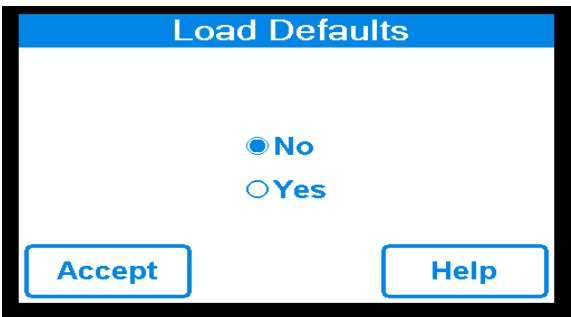 Load Defaults
No
Yes
Accept
Help